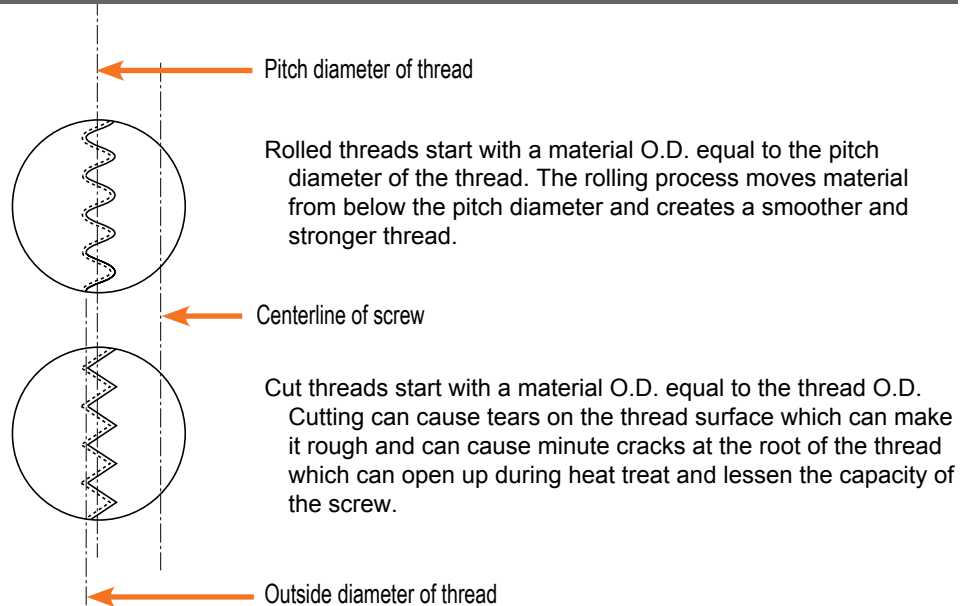 Pitch diameter of thread
Rolled threads start with a material O.D. equal to the pitch
diameter of the thread. The rolling process moves material
from below the pitch diameter and creates a smoother and
stronger thread.
Centerline of screw
Cut threads start with a material O.D. equal to the thread O.D.
Cutting can cause tears on the thread surface which can make
it rough and can cause minute cracks at the root of the thread
which can open up during heat treat and lessen the capacity of
the screw.
Outside diameter of thread